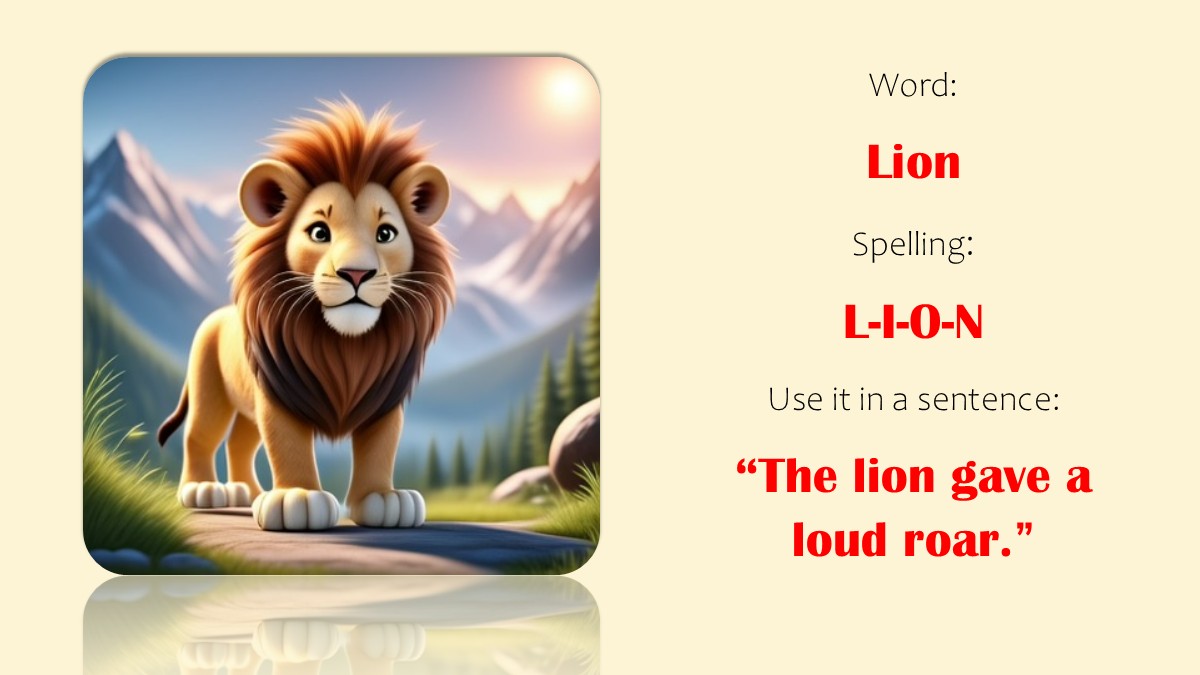 Word:
Lion
Spelling:
L-I-O-N
Use it in a sentence:
“The lion gave a
loud roar.”